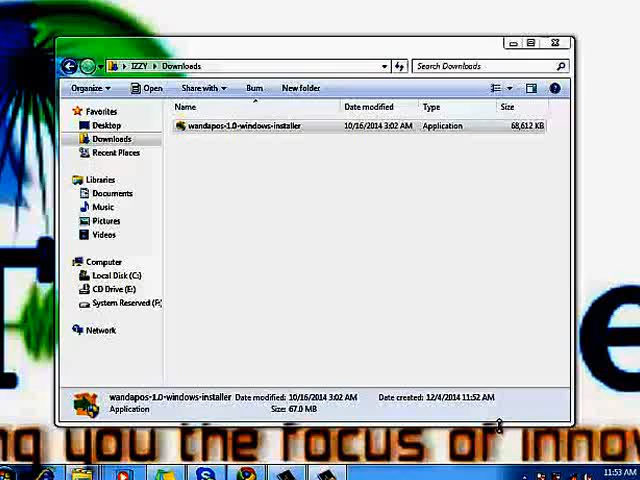 IZZY ▸ Downloads
Search Downloads
Organize Open Share with Burn New folder
Name Date modified Type Size
wandapos-1.0-windows-installer 10/16/2014 3:02 AM Application 68,612 KB
Favorites
Desktop
Downloads
Recent Places
Libraries
Documents
Music
Pictures
Videos
Computer
Local Disk (C:)
CD Drive (E:)
System Reserved (F:
Network
wandapos-1.0-windows-installer Date modified: 10/16/2014 3:02 AM Date created: 12/4/2014 11:52 AM
Application Size: 67.0 MB
ng you the focus of innov
11:53 AM